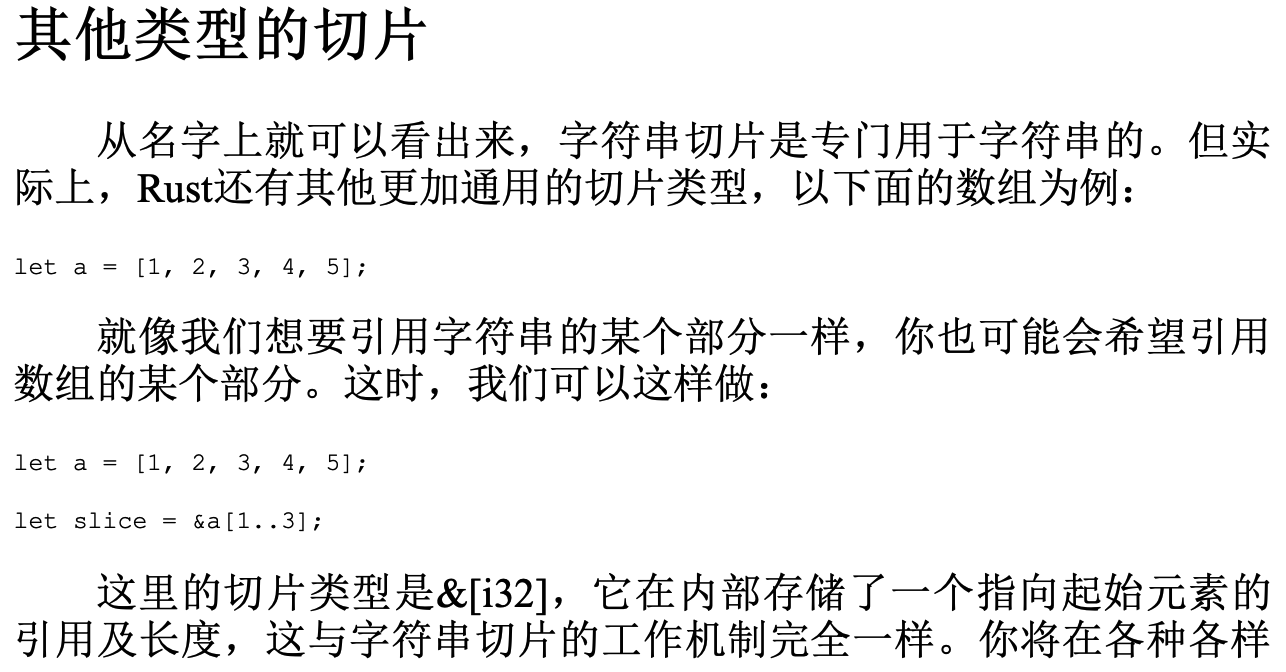 其他类型的切片
从名字上就可以看出来，字符串切片是专门用于字符串的。但实
际上，Rust还有其他更加通用的切片类型，以下面的数组为例：
let a = [1, 2, 3, 4, 5];
就像我们想要引用字符串的某个部分一样，你也可能会希望引用
数组的某个部分。这时，我们可以这样做：
let a = [1, 2, 3, 4, 5];
let slice = &a[1..3];
这里的切片类型是&[i32]，它在内部存储了一个指向起始元素的
引用及长度，这与字符串切片的工作机制完全一样。你将在各种各样